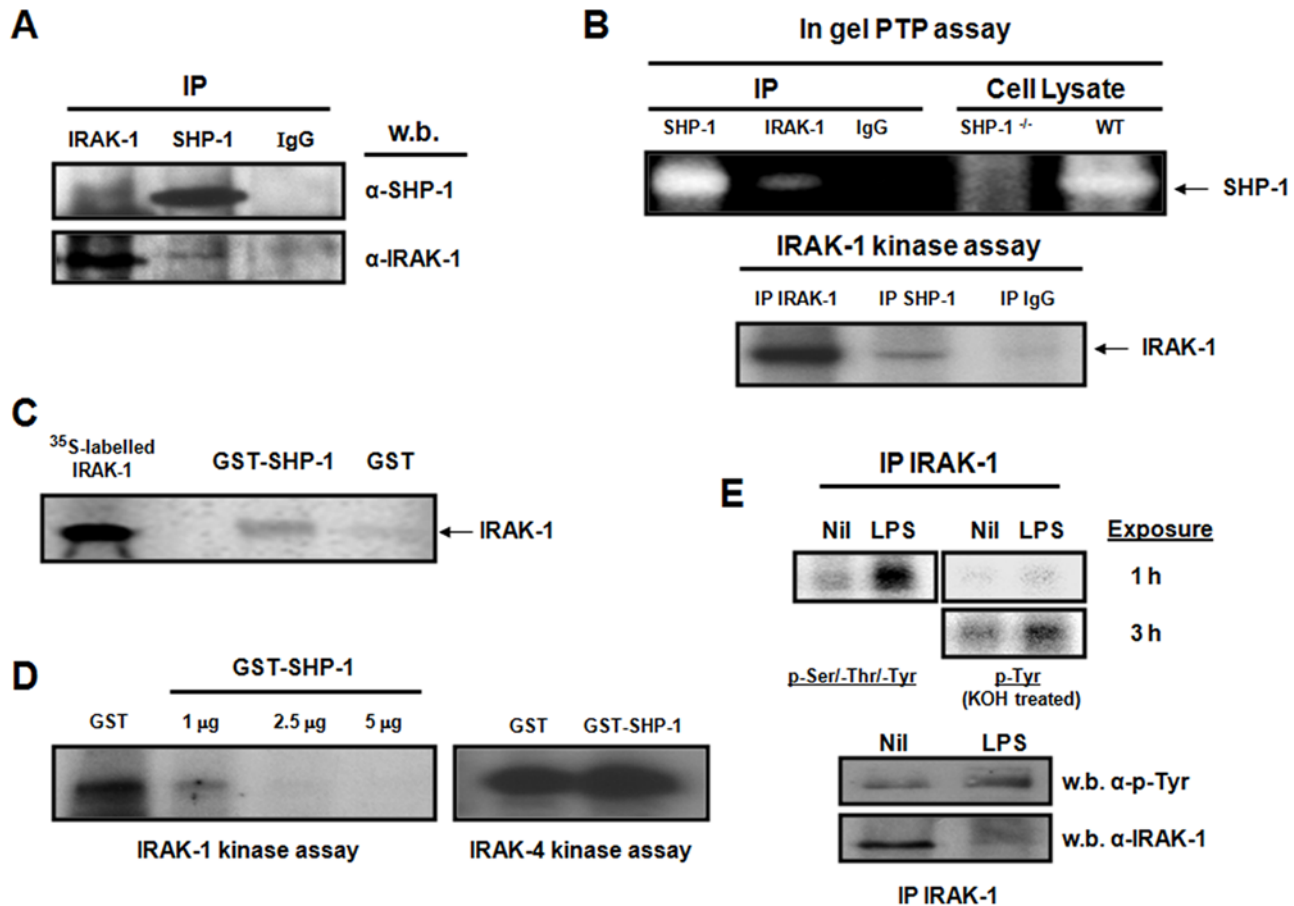 A
IP
IRAK-1 SHP-1 IgG
w.b.
α-SHP-1
α-IRAK-1
B
In gel PTP assay
IP Cell Lysate
SHP-1 IRAK-1 IgG SHP-1 -/- WT
SHP-1
IRAK-1 kinase assay
IP IRAK-1 IP SHP-1 IP IgG
IRAK-1
C
35S-labelled
IRAK-1
GST-SHP-1 GST
IRAK-1
D
GST-SHP-1
GST 1 μg 2.5 μg 5 μg
IRAK-1 kinase assay
GST GST-SHP-1
IRAK-4 kinase assay
E
IP IRAK-1
Nil LPS Nil LPS Exposure
1 h
3 h
p-Ser/-Thr/-Tyr p-Tyr
(KOH treated)
Nil LPS
w.b. α-p-Tyr
w.b. α-IRAK-1
IP IRAK-1